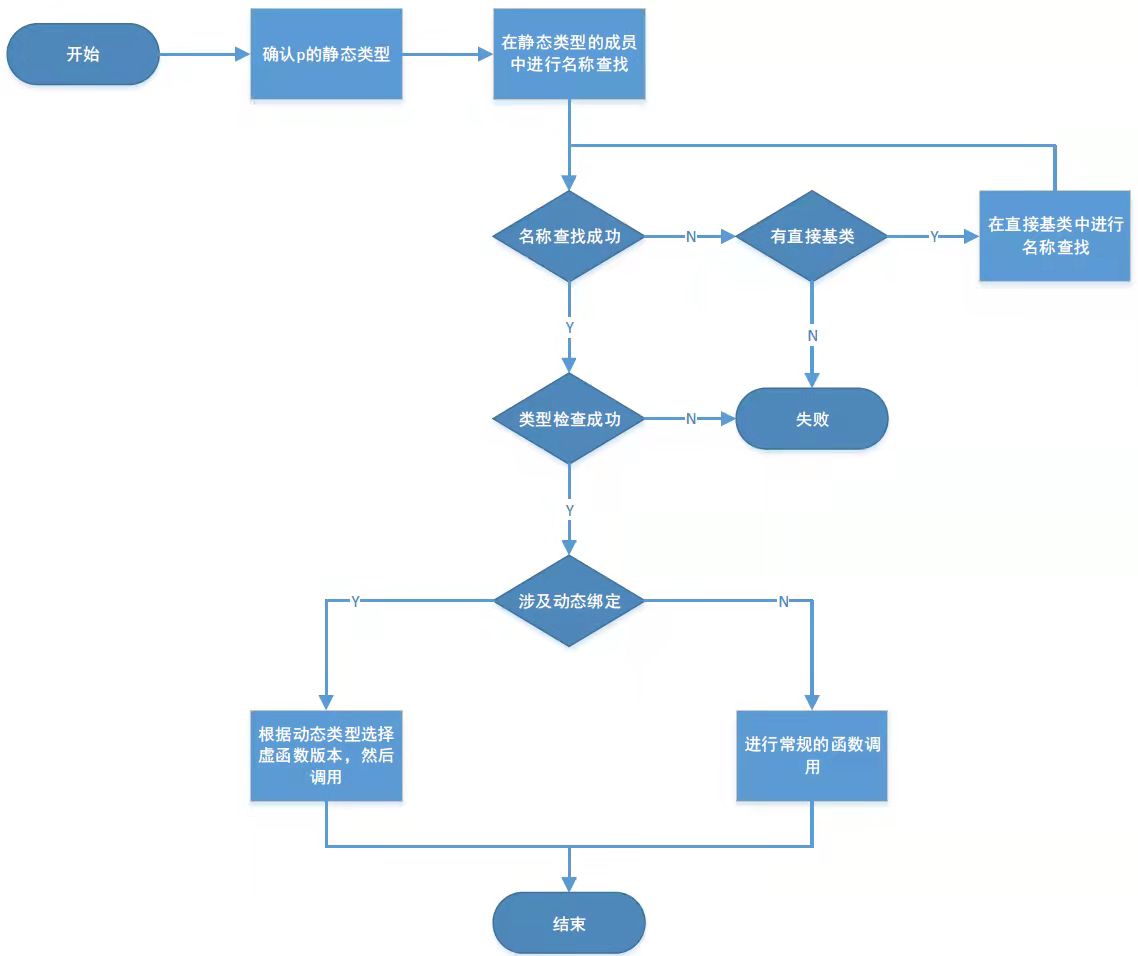 开始
确认p的静态类型
在静态类型的成员
中进行名称查找
名称查找成功
N
有直接基类
Y
在直接基类中进行
名称查找
Y
N
类型检查成功
N
失败
Y
涉及动态绑定
Y
N
根据动态类型选择
虚函数版本，然后
调用
进行常规的函数调
用
结束